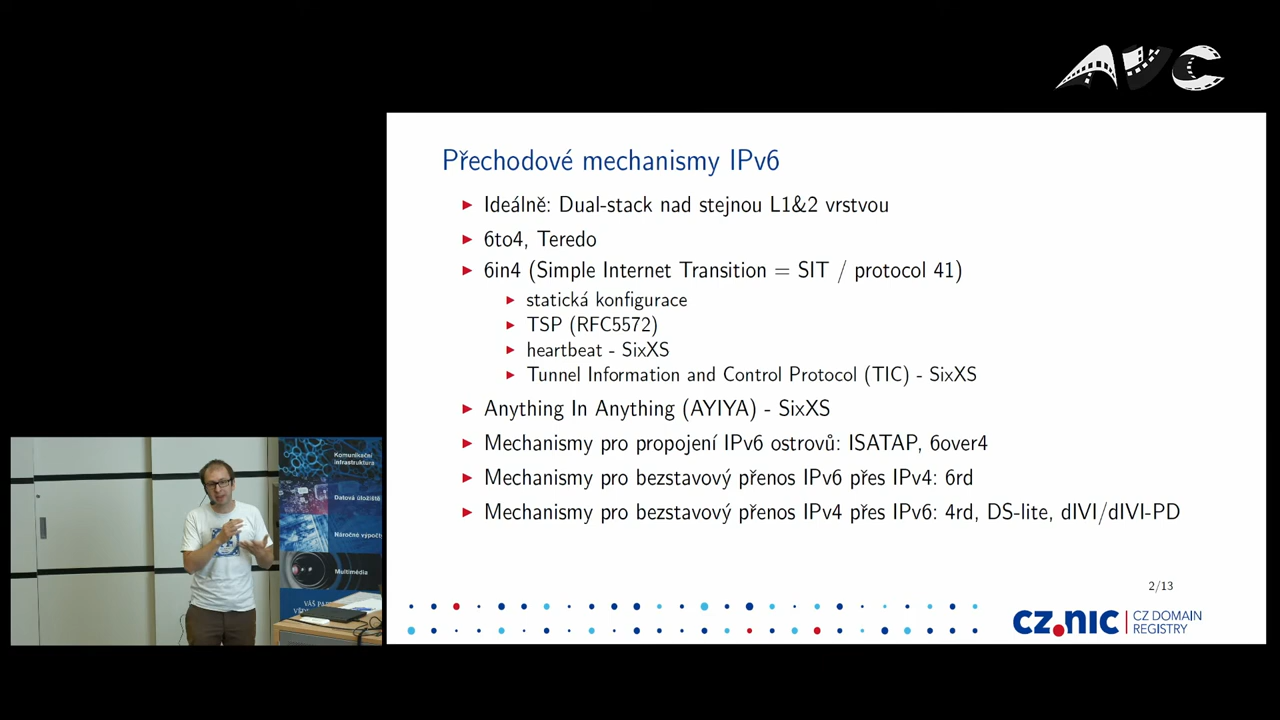 AVC
Přechodové mechanismy IPv6
Ideálně: Dual-stack nad stejnou L1&2 vrstvou
6to4, Teredo
6in4 (Simple Internet Transition = SIT / protocol 41)
statická konfigurace
TSP (RFC5572)
heartbeat - SixXS
Tunnel Information and Control Protocol (TIC) - SixXS
Anything In Anything (AYIYA) - SixXS
Mechanismy pro propojení IPv6 ostrovů: ISATAP, 6over4
Mechanismy pro bezstavový přenos IPv6 přes IPv4: 6rd
Mechanismy pro bezstavový přenos IPv4 přes IPv6: 4rd, DS-lite, dIVI/dIVI-PD
2/13
CZ.NIC
CZ DOMAIN
REGISTRY
Komunikační
infrastruktura
Datová úložiště
Náročné výpočty
Multimédia
VÁŠ